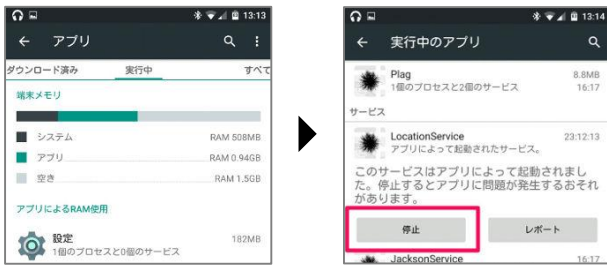 13:13
アプリ
ダウンロード済み 実行中 すべて
端末メモリ
システム RAM 508MB
アプリ RAM 0.94GB
空き RAM 1.5GB
アプリによるRAM使用
設定 182MB
1個のプロセスと0個のサービス
13:14
実行中のアプリ
Plag 8.8MB
1個のプロセスと2個のサービス 16:17
サービス
LocationService 23:12:13
アプリによって起動されたサービス。
このサービスはアプリによって起動されまし
た。停止するとアプリに問題が発生するおそれ
があります。
停止 レポート
JacksonService 16:17